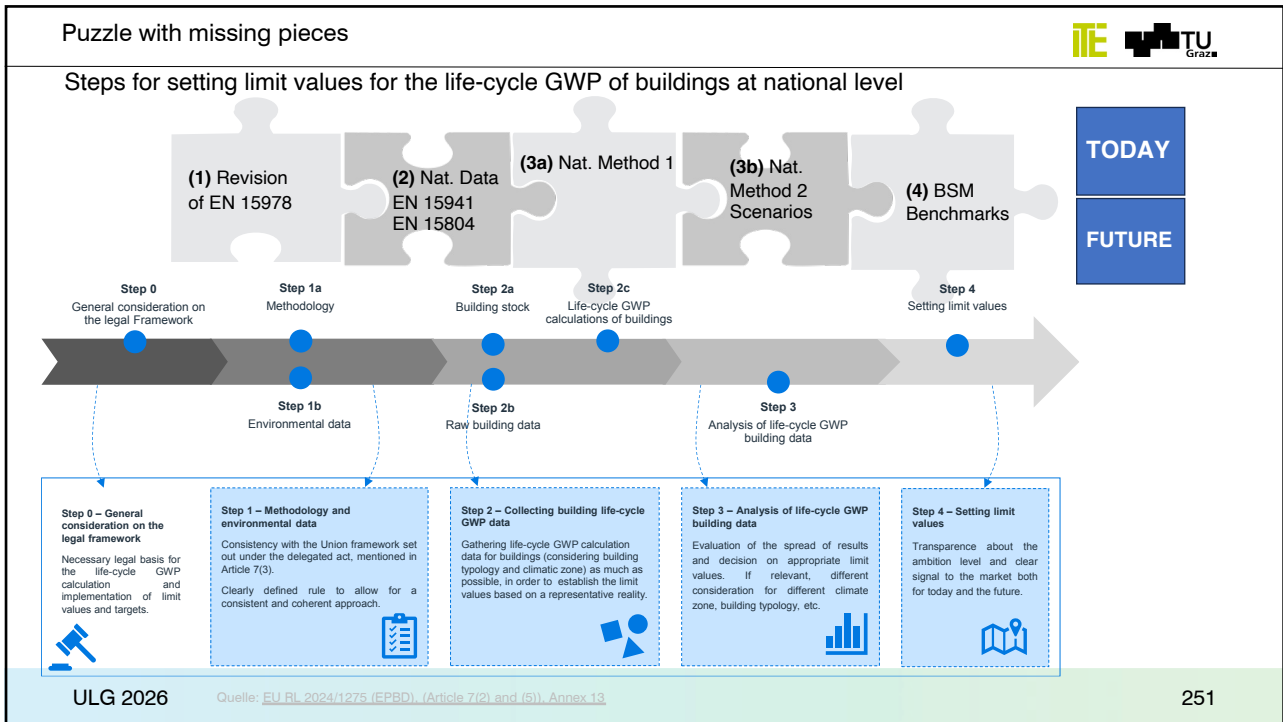 Puzzle with missing pieces
iTE TU
Graz
Steps for setting limit values for the life-cycle GWP of buildings at national level
(1) Revision
of EN 15978
(2) Nat. Data
EN 15941
EN 15804
(3a) Nat. Method 1
(3b) Nat.
Method 2
Scenarios
(4) BSM
Benchmarks
TODAY
FUTURE
Step 0
General consideration on
the legal Framework
Step 1a
Methodology
Step 2a
Building stock
Step 2c
Life-cycle GWP
calculations of buildings
Step 4
Setting limit values
Step 1b
Environmental data
Step 2b
Raw building data
Step 3
Analysis of life-cycle GWP
building data
Step 0 – General
consideration on the
legal framework
Necessary legal basis for
the life-cycle GWP
calculation and
implementation of limit
values and targets.
Step 1 – Methodology and
environmental data
Consistency with the Union framework set
out under the delegated act, mentioned in
Article 7(3).
Clearly defined rule to allow for a
consistent and coherent approach.
Step 2 – Collecting building life-cycle
GWP data
Gathering life-cycle GWP calculation
data for buildings (considering building
typology and climatic zone) as much as
possible, in order to establish the limit
values based on a representative reality.
Step 3 – Analysis of life-cycle GWP
building data
Evaluation of the spread of results
and decision on appropriate limit
values. If relevant, different
consideration for different climate
zone, building typology, etc.
Step 4 – Setting limit
values
Transparence about the
ambition level and clear
signal to the market both
for today and the future.
ULG 2026
Quelle: EU RL 2024/1275 (EPBD), (Article 7(2) and (5)), Annex 13
251